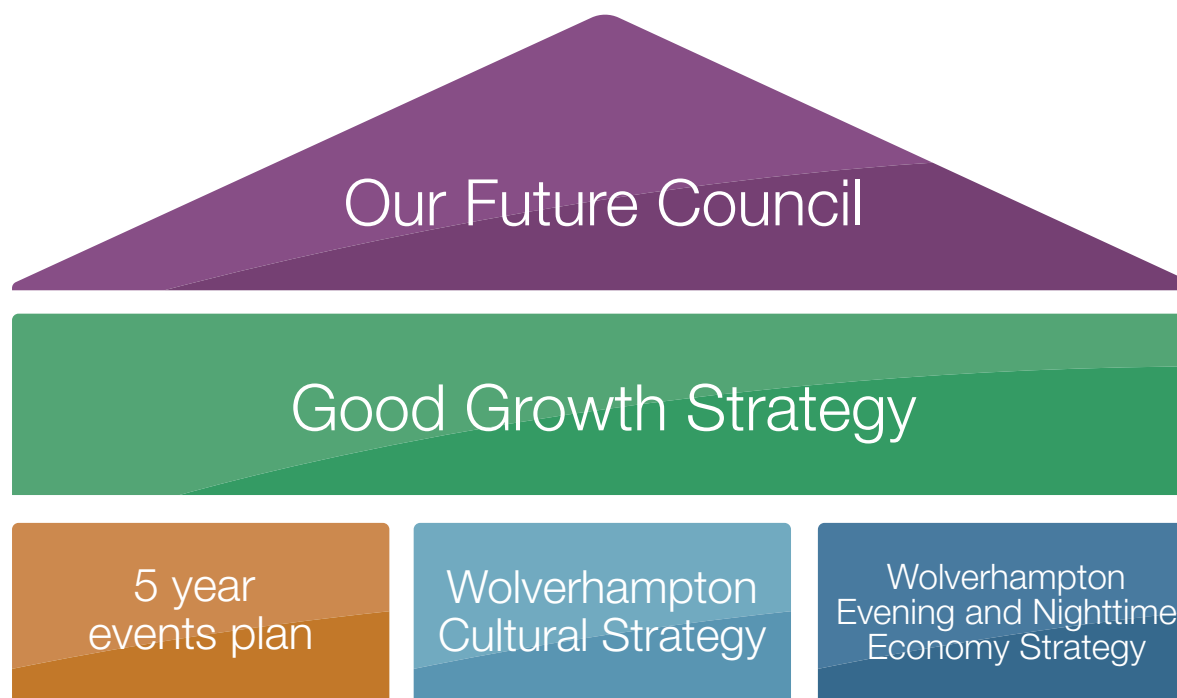 Our Future Council
Good Growth Strategy
5 year
events plan
Wolverhampton
Cultural Strategy
Wolverhampton
Evening and Nighttime
Economy Strategy